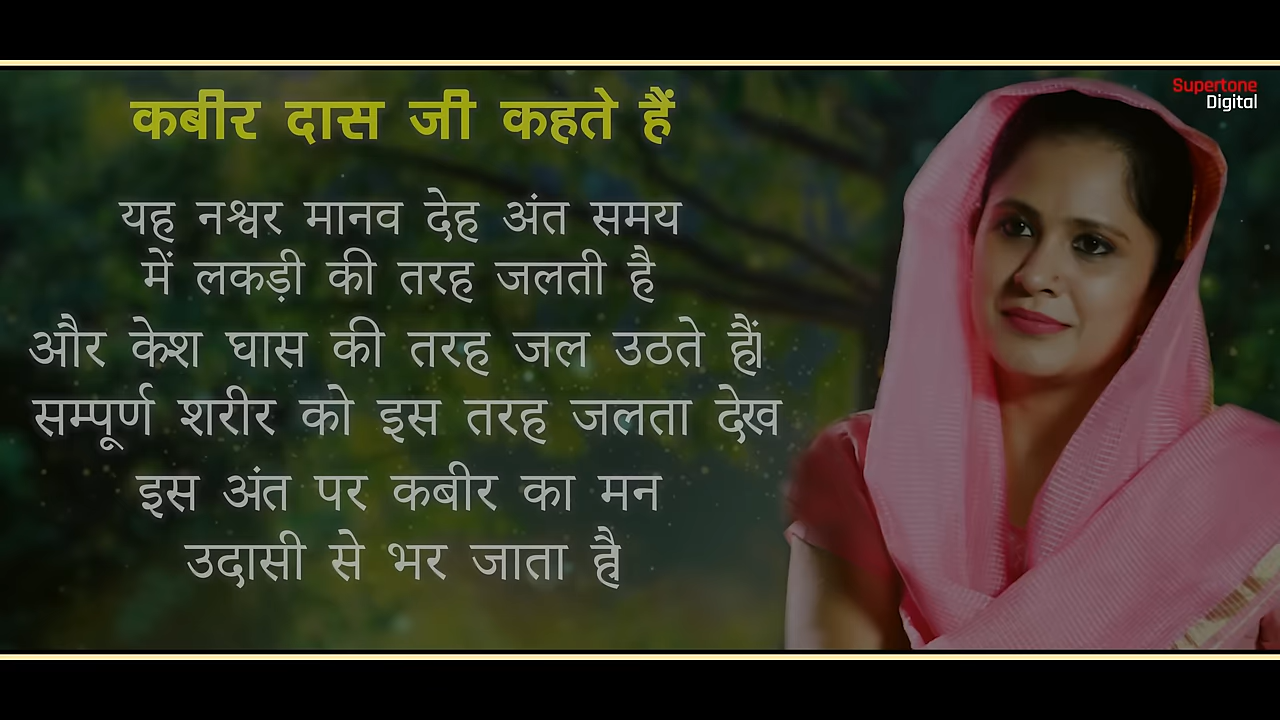 कबीर दास जी कहते हैं
यह नश्वर मानव देह अंत समय
में लकड़ी की तरह जलती है
और केश घास की तरह जल उठते हैं।
सम्पूर्ण शरीर को इस तरह जलता देख
इस अंत पर कबीर का मन
उदासी से भर जाता है।
Supertone
Digital